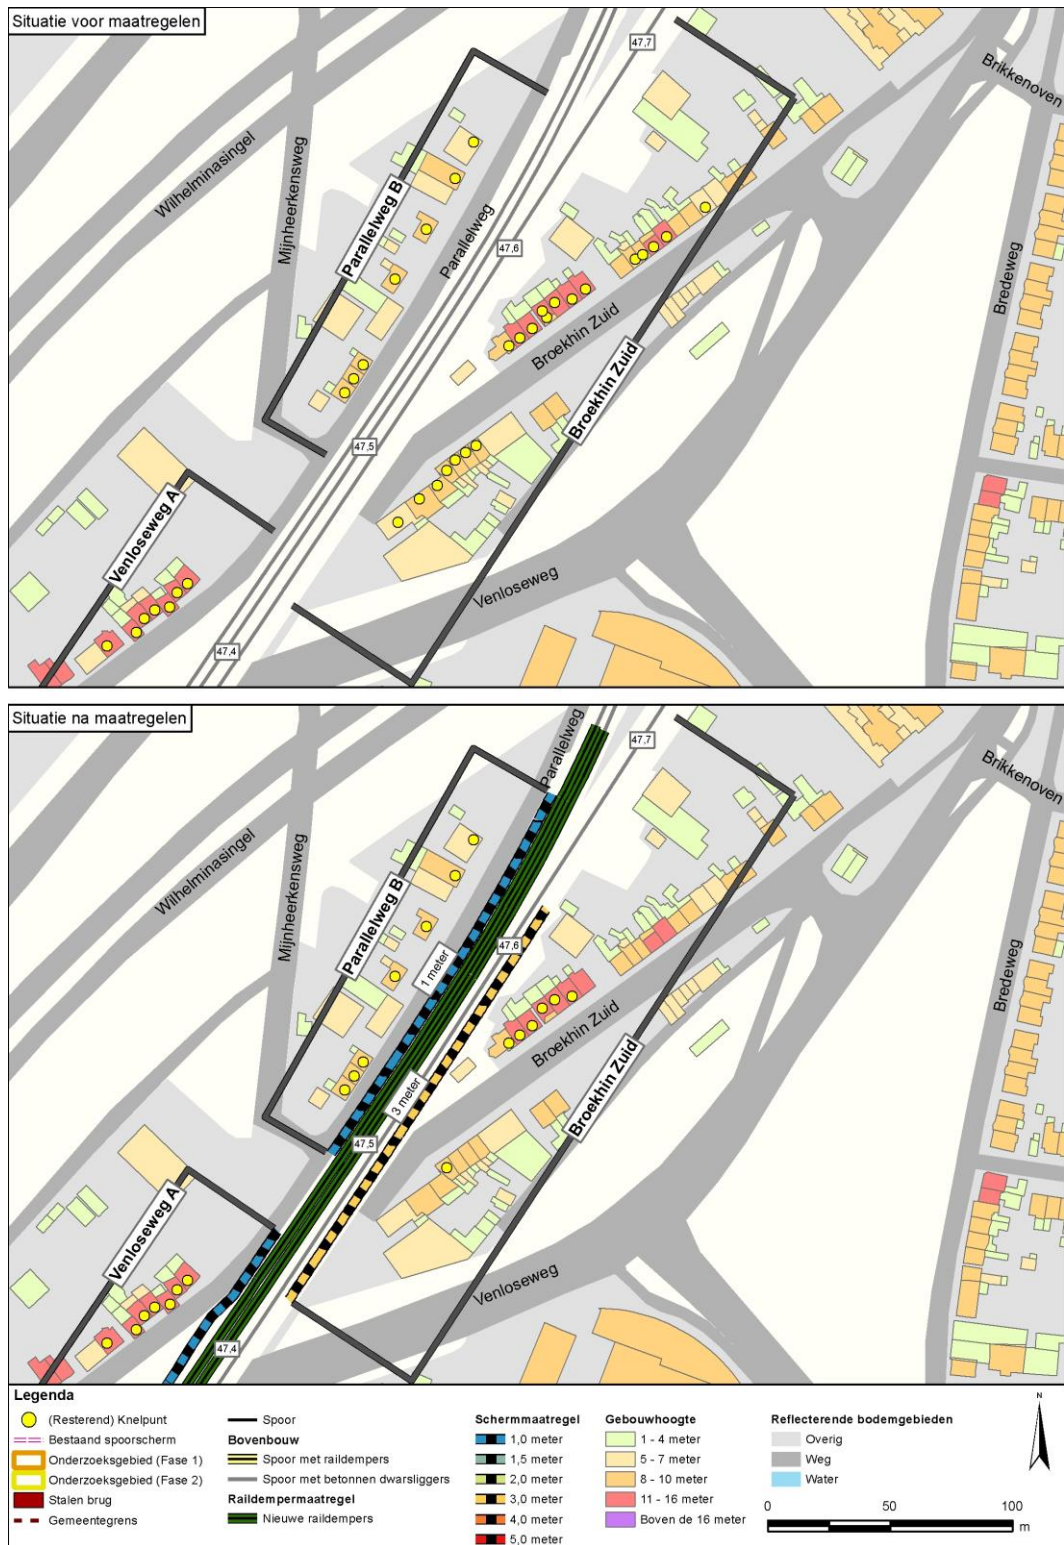 Situatie voor maatregelen
47,7
Brikkenoven
Wilhelminasingel
Mijnheerkensweg
Parallelweg B
Parallelweg
47,6
Bredeweg
Broekhin Zuid
Broekhin Zuid
47,5
Venloseweg A
Venloseweg
47,4
Situatie na maatregelen
Parallelweg
47,7
Brikkenoven
Wilhelminasingel
Mijnheerkensweg
Parallelweg B
1 meter
47,6
Bredeweg
Broekhin Zuid
Broekhin Zuid
3 meter
47,5
Venloseweg A
Venloseweg
47,4
Legenda
(Resterend) Knelpunt
Bestaand spoorscherm
Onderzoeksgebied (Fase 1)
Onderzoeksgebied (Fase 2)
Stalen brug
Gemeentegrens
Spoor
Bovenbouw
Spoor met raildempers
Spoor met betonnen dwarsliggers
Raildempermaatregel
Nieuwe raildempers
Schermmaatregel
1,0 meter
1,5 meter
2,0 meter
3,0 meter
4,0 meter
5,0 meter
Gebouwhoogte
1 - 4 meter
5 - 7 meter
8 - 10 meter
11 - 16 meter
Boven de 16 meter
Reflecterende bodemgebieden
Overig
Weg
Water
N
0 50 100
m